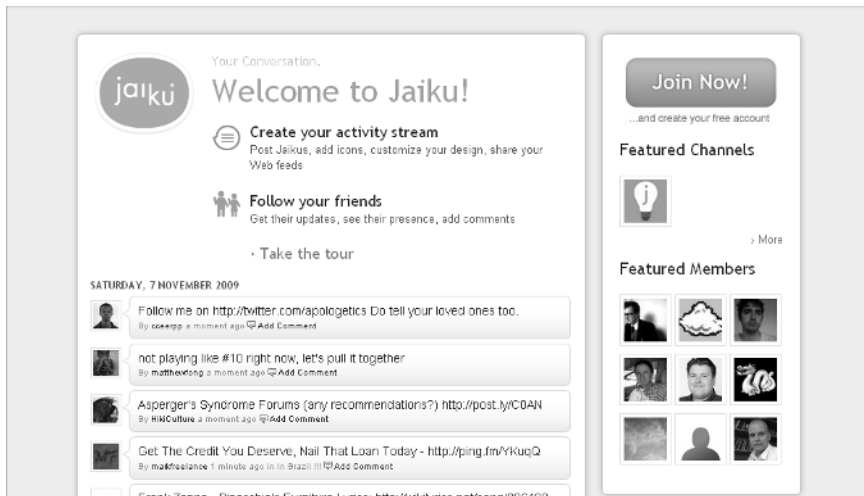 jaiku
Your Conversation.
Welcome to Jaiku!
Create your activity stream
Post Jaikus, add icons, customize your design, share your
Web feeds
Follow your friends
Get their updates, see their presence, add comments
› Take the tour
SATURDAY, 7 NOVEMBER 2009
Follow me on http://twitter.com/apologetics Do tell your loved ones too.
By cceerpp a moment ago Add Comment
not playing like #10 right now, let's pull it together
By matthewfong a moment ago Add Comment
Asperger's Syndrome Forums (any recommendations?) http://post.ly/C0AN
By HikiCulture a moment ago Add Comment
Get The Credit You Deserve, Nail That Loan Today - http://ping.fm/YKuqQ
By maikfreelance 1 minute ago in in Brazil !!! Add Comment
Join Now!
...and create your free account
Featured Channels
j
› More
Featured Members